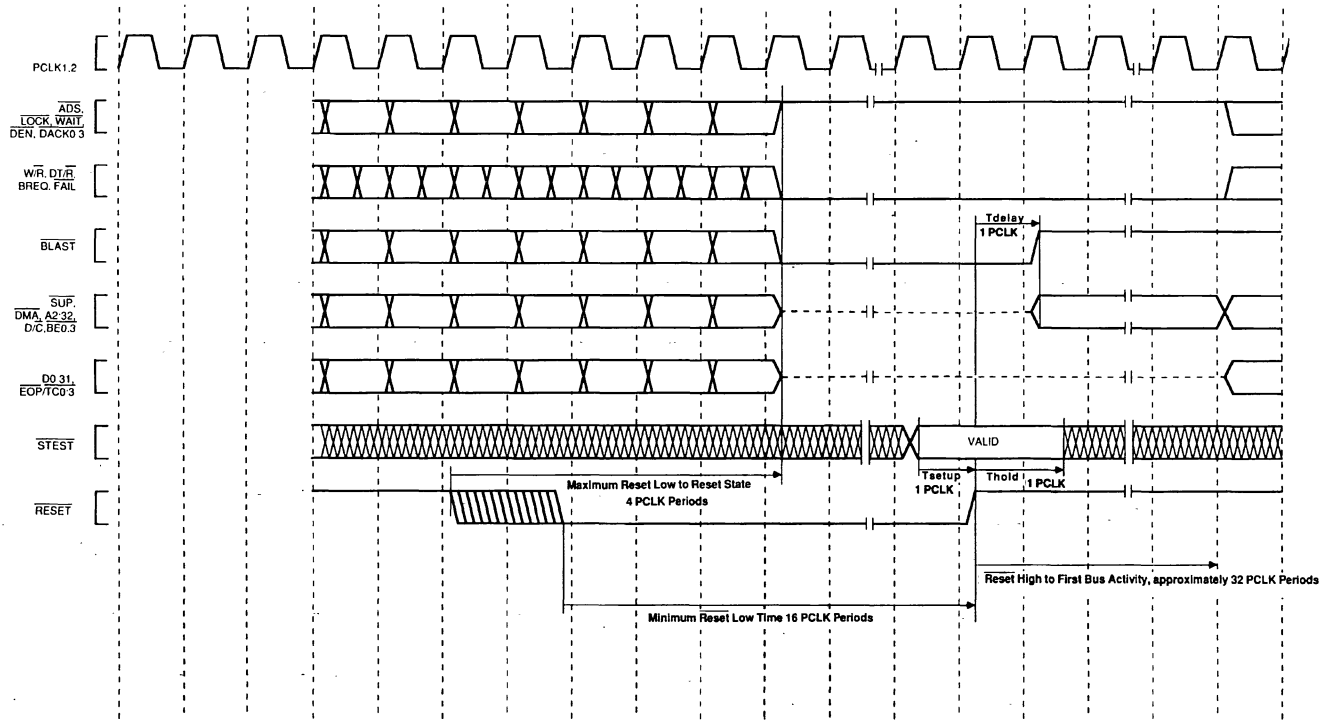 PCLK1,2
ADS,
LOCK, WAIT,
DEN, DACK0 3
W/R, DT/R
BREQ, FAIL
Tdelay
1 PCLK
BLAST
SUP,
DMA, A2-32,
D/C,BE0.3
D0 31,
EOP/TC0-3
STEST
VALID
Maximum Reset Low to Reset State
4 PCLK Periods
Tsetup
1 PCLK
Thold
1 PCLK
RESET
Reset High to First Bus Activity, approximately 32 PCLK Periods
Minimum Reset Low Time 16 PCLK Periods